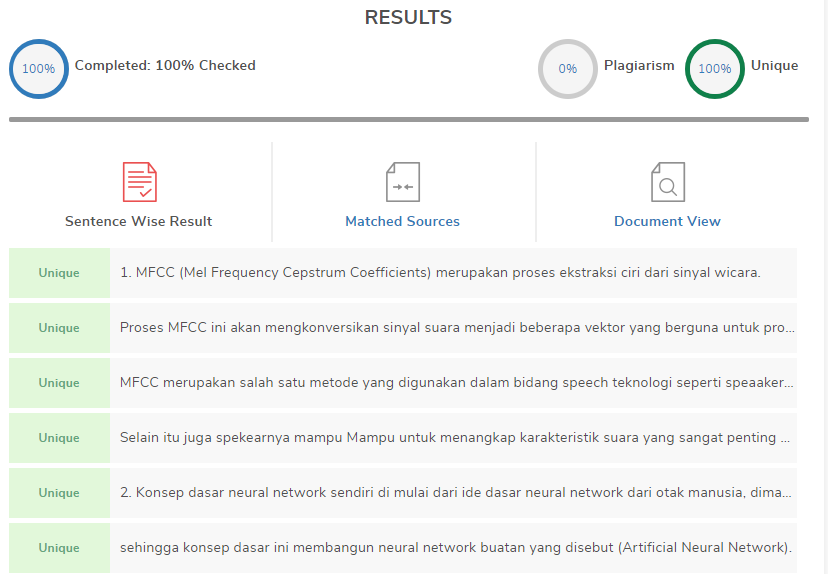 RESULTS
100% Completed: 100% Checked 0% Plagiarism 100% Unique
Sentence Wise Result Matched Sources Document View
Unique 1. MFCC (Mel Frequency Cepstrum Coefficients) merupakan proses ekstraksi ciri dari sinyal wicara.
Unique Proses MFCC ini akan mengkonversikan sinyal suara menjadi beberapa vektor yang berguna untuk pro...
Unique MFCC merupakan salah satu metode yang digunakan dalam bidang speech teknologi seperti speaaker...
Unique Selain itu juga spekearnya mampu Mampu untuk menangkap karakteristik suara yang sangat penting ...
Unique 2. Konsep dasar neural network sendiri di mulai dari ide dasar neural network dari otak manusia, dima...
Unique sehingga konsep dasar ini membangun neural network buatan yang disebut (Artificial Neural Network).